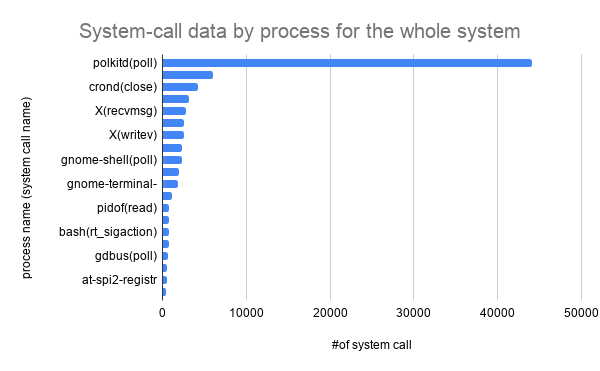 System-call data by process for the whole system
process name (system call name)
polkitd(poll)
crond(close)
X(recvmsg)
X(writev)
gnome-shell(poll)
gnome-terminal-
pidof(read)
bash(rt_sigaction)
gdbus(poll)
at-spi2-registr
0 10000 20000 30000 40000 50000
#of system call